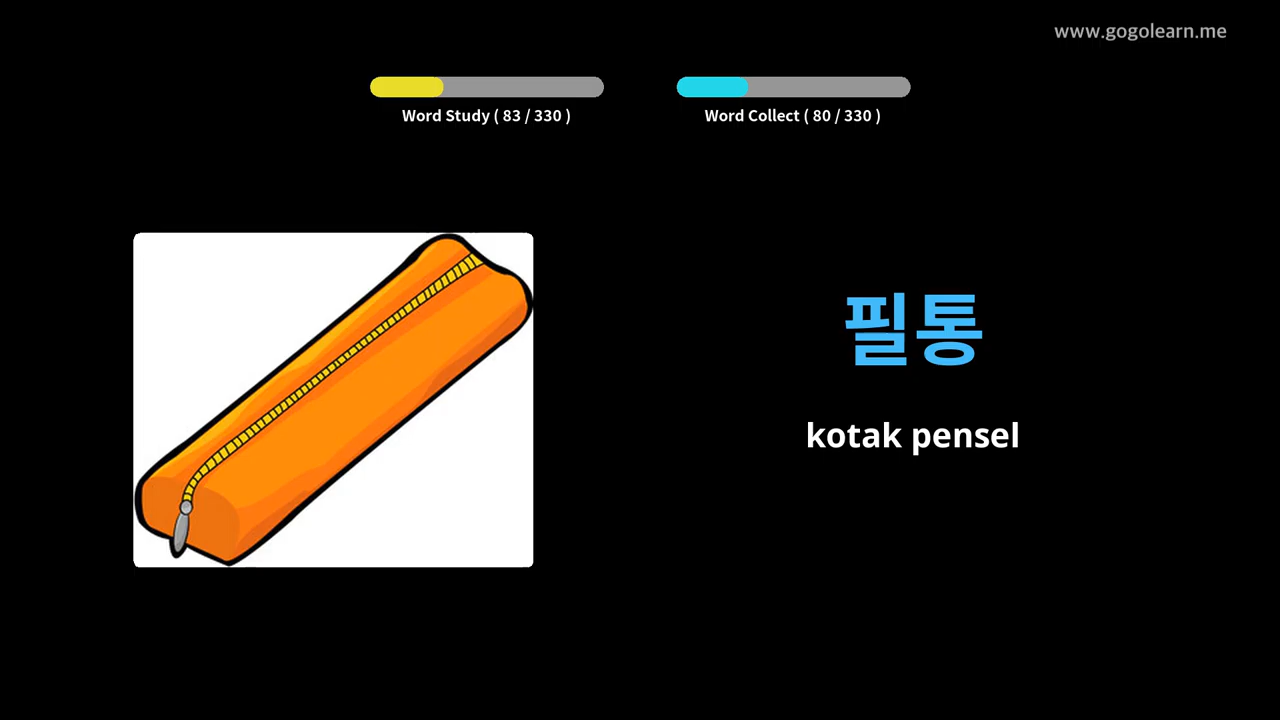 www.gogolearn.me
Word Study ( 83 / 330 )
Word Collect ( 80 / 330 )
필통
kotak pensel